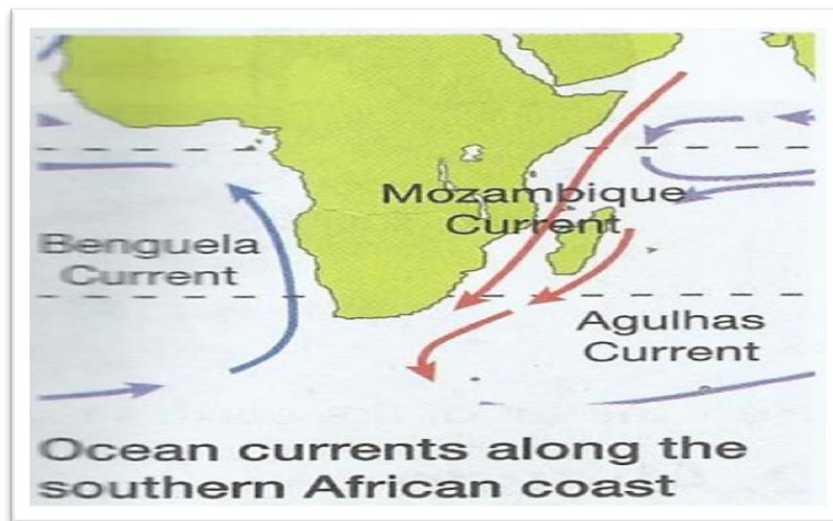 Mozambique
Current
Benguela
Current
Agulhas
Current
Ocean currents along the
southern African coast